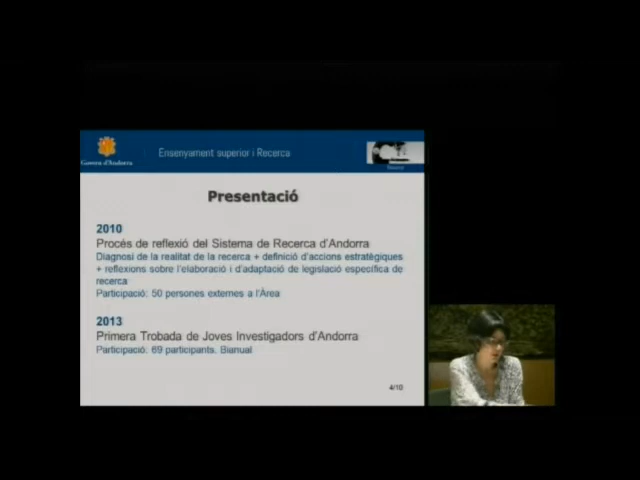 Govern d'Andorra
Ensenyament superior i Recerca
Presentació
2010
Procés de reflexió del Sistema de Recerca d'Andorra
Diagnosi de la realitat de la recerca + definició d'accions estratègiques
+ reflexions sobre l'elaboració i d'adaptació de legislació específica de
recerca
Participació: 50 persones externes a l'Àrea
2013
Primera Trobada de Joves Investigadors d'Andorra
Participació: 69 participants. Bianual
4/10